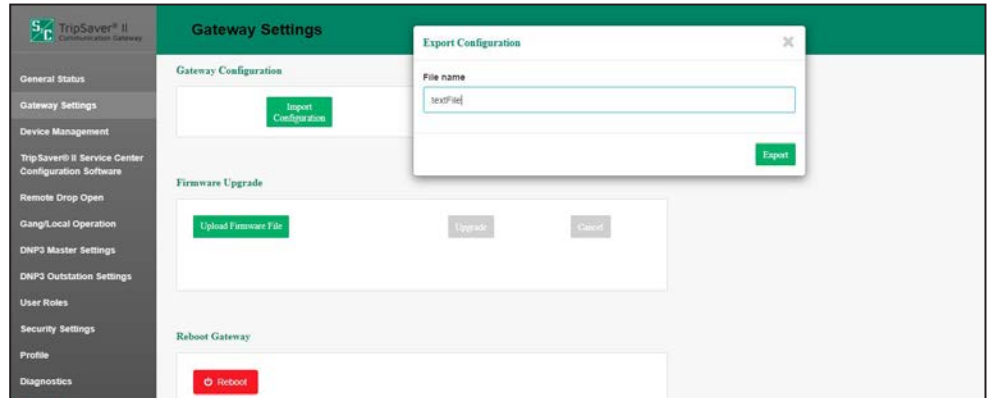 S&C TripSaver® II
Communication Gateway
Gateway Settings
General Status
Gateway Settings
Device Management
TripSaver® II Service Center
Configuration Software
Remote Drop Open
Gang/Local Operation
DNP3 Master Settings
DNP3 Outstation Settings
User Roles
Security Settings
Profile
Diagnostics
Gateway Configuration
Import
Configuration
Export Configuration
×
File name
.textFile
Export
Firmware Upgrade
Upload Firmware File
Upgrade
Cancel
Reboot Gateway
Reboot